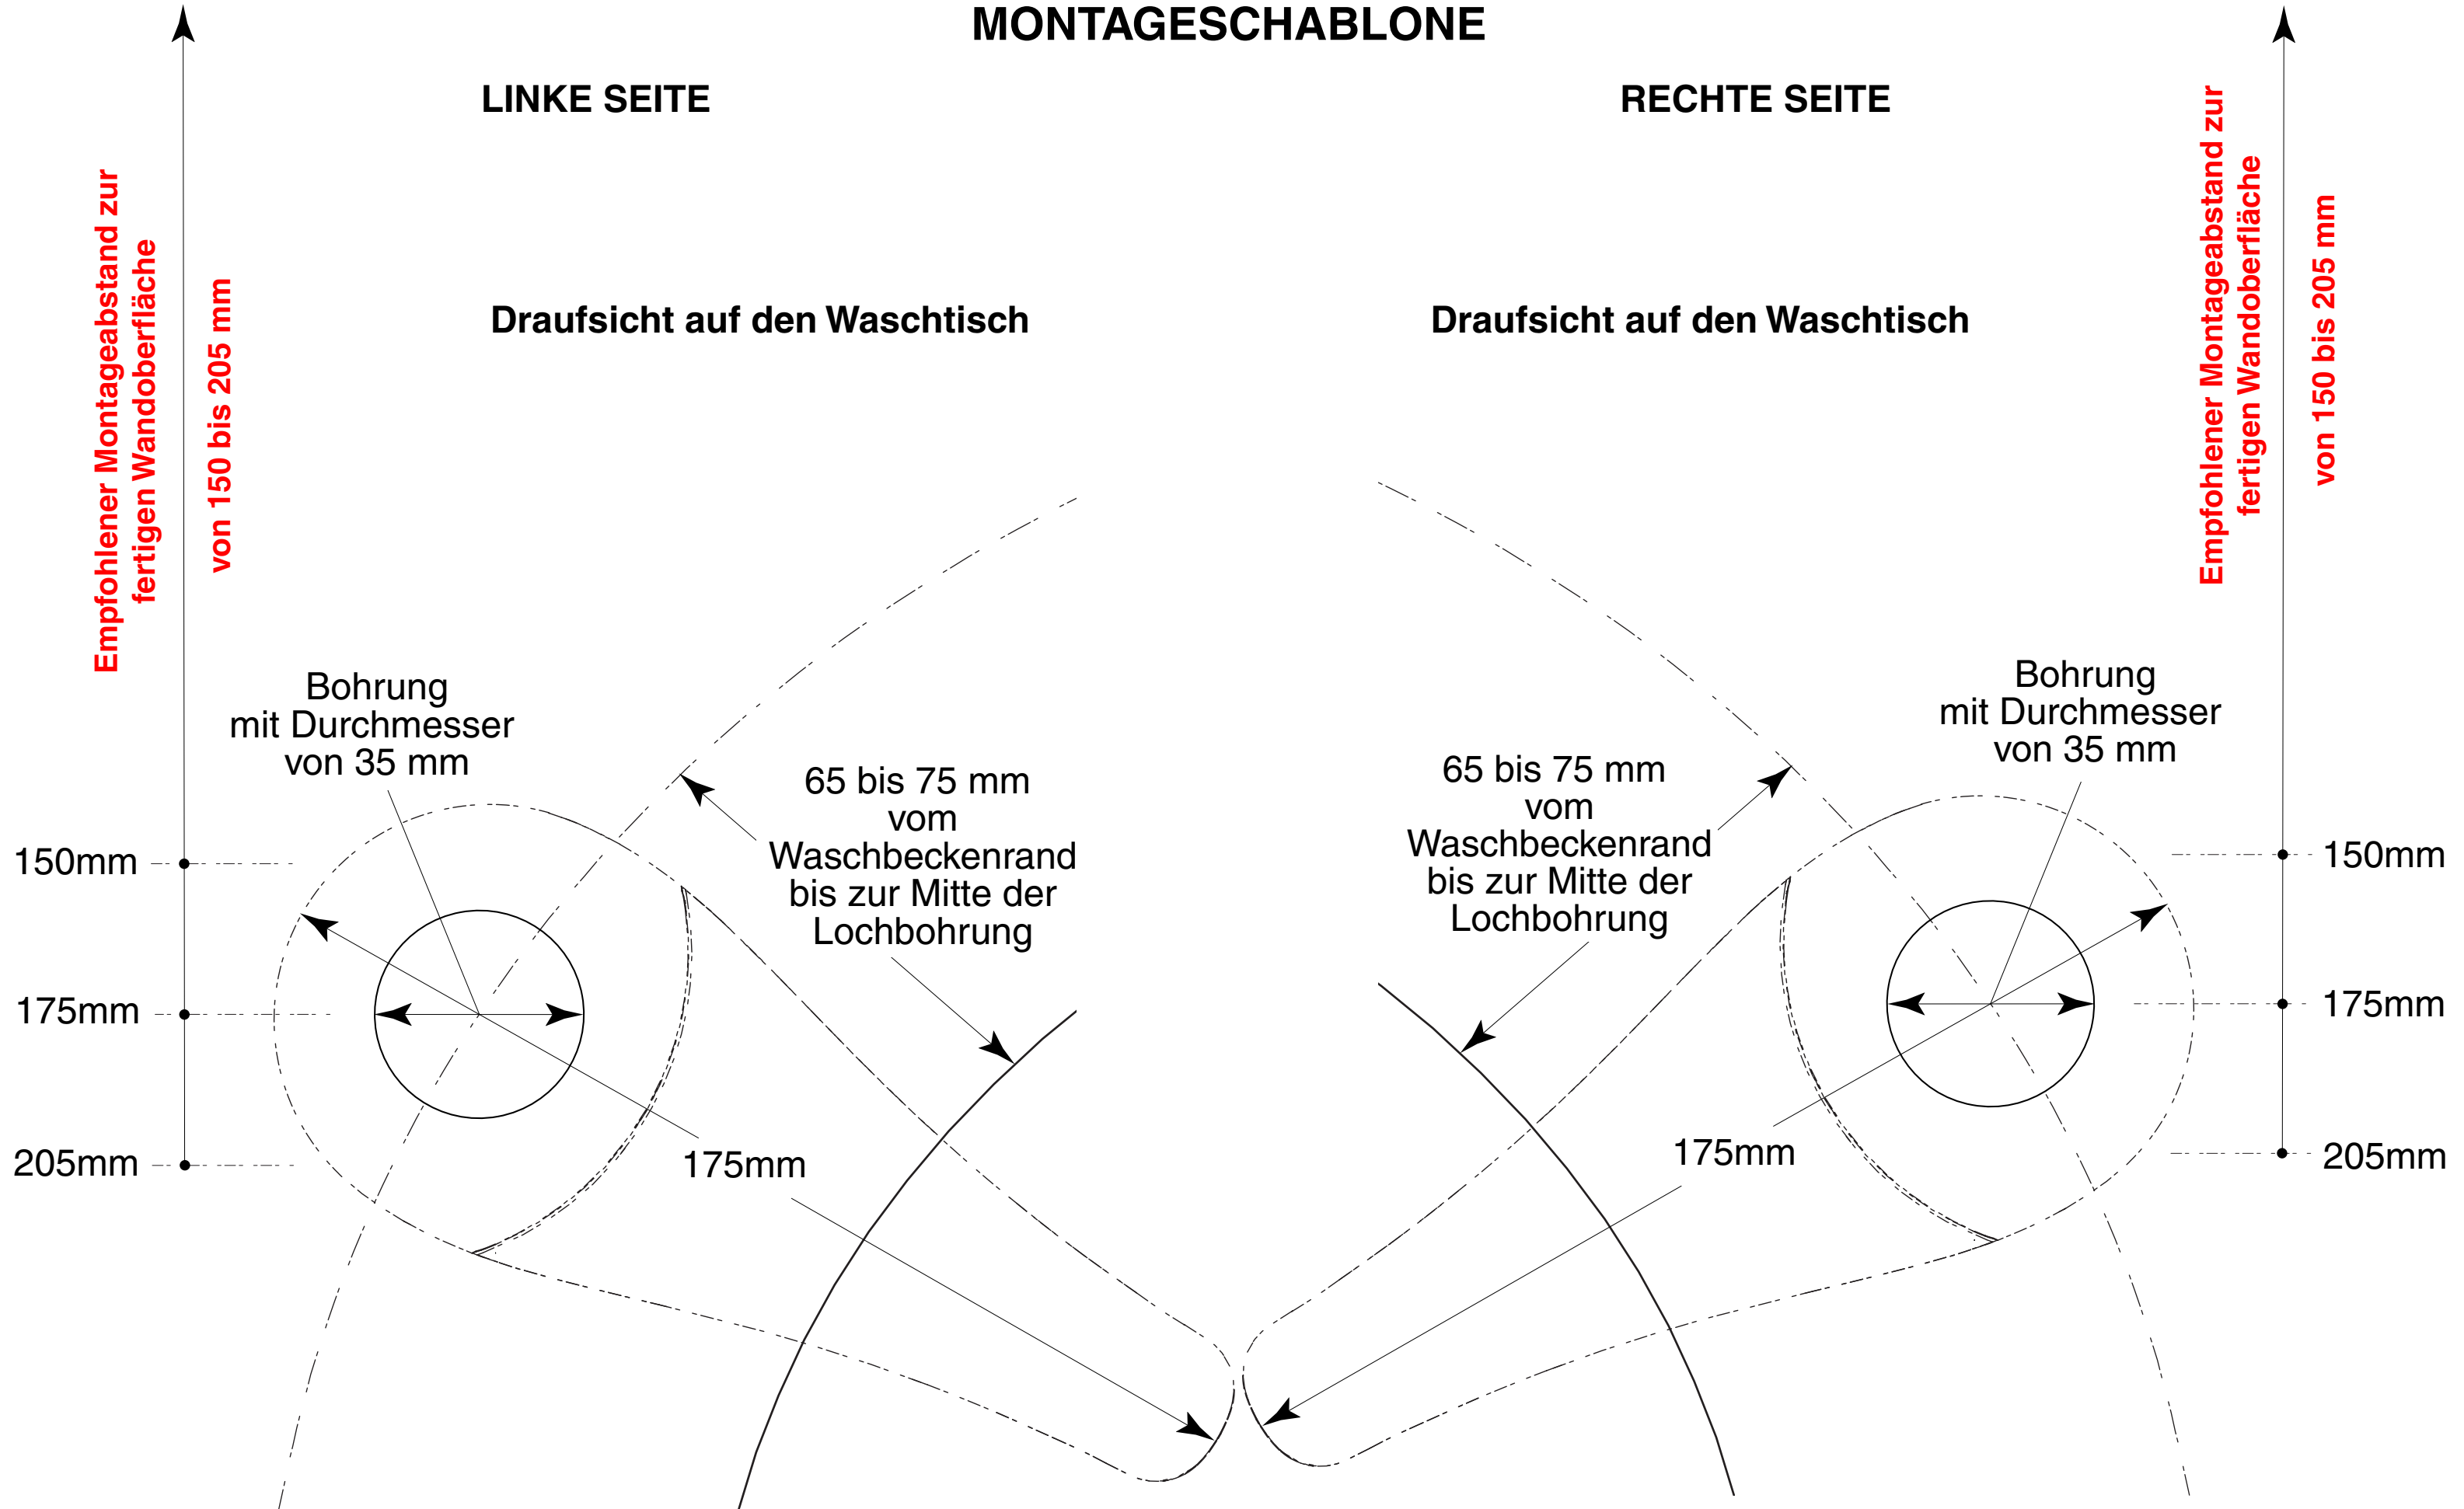 MONTAGESCHABLONE
LINKE SEITE
RECHTE SEITE
Empfohlener Montageabstand zur
fertigen Wandoberfläche
von 150 bis 205 mm
Draufsicht auf den Waschtisch
Draufsicht auf den Waschtisch
Empfohlener Montageabstand zur
fertigen Wandoberfläche
von 150 bis 205 mm
Bohrung
mit Durchmesser
von 35 mm
65 bis 75 mm
vom
Waschbeckenrand
bis zur Mitte der
Lochbohrung
65 bis 75 mm
vom
Waschbeckenrand
bis zur Mitte der
Lochbohrung
Bohrung
mit Durchmesser
von 35 mm
150mm
175mm
205mm
175mm
175mm
150mm
175mm
205mm